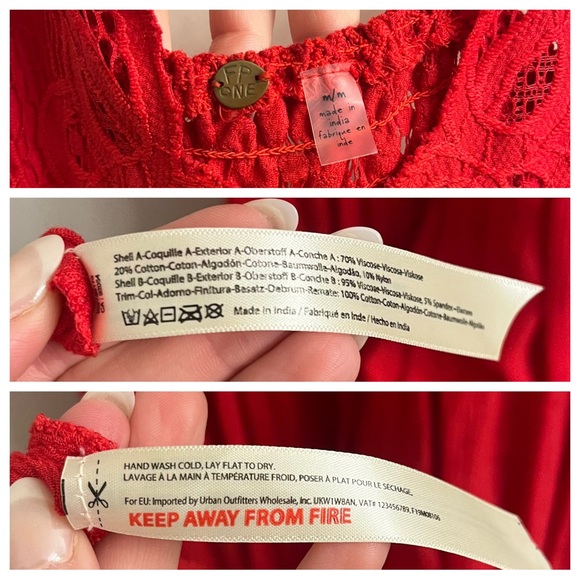 FP
ONE
m/m
made in
india
fabriqué en
inde
Shell A-Coquille A-Exterior A-Oberstoff A-Conche A : 70% Viscose-Viscosa-Viskose
20% Cotton-Coton-Algodón-Cotone-Baumwolle-Algodão, 10% Nylon
Shell B-Coquille B-Exterior B-Oberstoff B-Conche B : 95% Viscose-Viscosa-Viskose, 5% Spandex-Elastane
Trim-Col-Adorno-Finitura-Besatz-Debrum-Remate: 100% Cotton-Coton-Algodón-Cotone-Baumwolle-Algodão
Made in India / Fabriqué en Inde / Hecho en India
HAND WASH COLD, LAY FLAT TO DRY.
LAVAGE À LA MAIN À TEMPÉRATURE FROID, POSER À PLAT POUR LE SÉCHAGE.
For EU: Imported by Urban Outfitters Wholesale, Inc. UKW1W8AN, VAT# 123456789, F19M08106
KEEP AWAY FROM FIRE